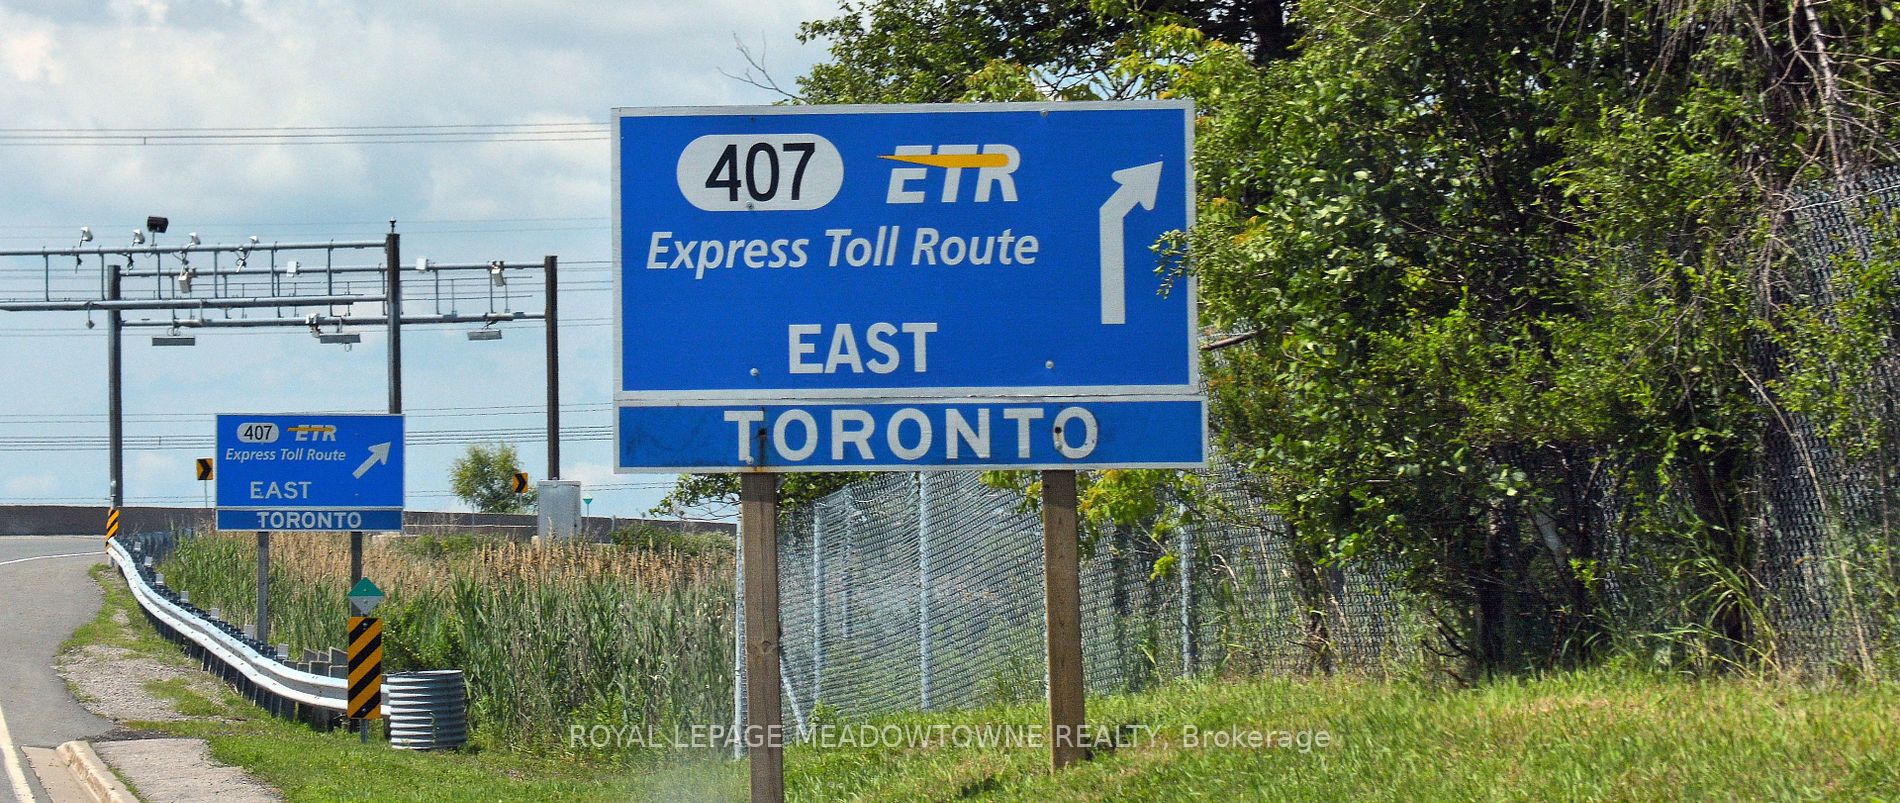 407 ETR
Express Toll Route
EAST
TORONTO
407 ETR
Express Toll Route
EAST
TORONTO
ROYAL LEPAGE MEADOWTOWNE REALTY, Brokerage